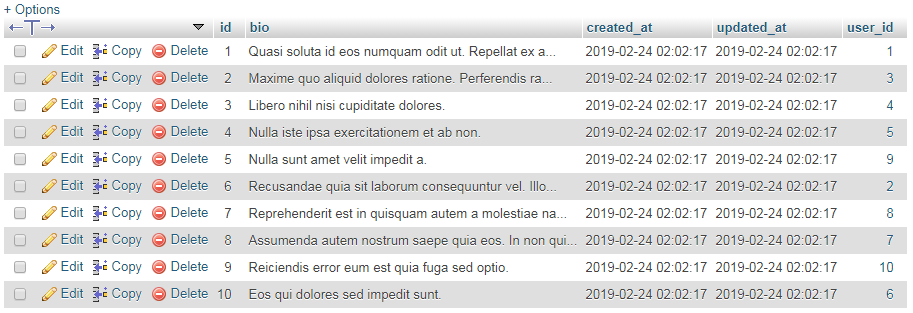 + Options
id bio created_at updated_at user_id
Edit Copy Delete 1 Quasi soluta id eos numquam odit ut. Repellat ex a... 2019-02-24 02:02:17 2019-02-24 02:02:17 1
Edit Copy Delete 2 Maxime quo aliquid dolores ratione. Perferendis ra... 2019-02-24 02:02:17 2019-02-24 02:02:17 3
Edit Copy Delete 3 Libero nihil nisi cupiditate dolores. 2019-02-24 02:02:17 2019-02-24 02:02:17 4
Edit Copy Delete 4 Nulla iste ipsa exercitationem et ab non. 2019-02-24 02:02:17 2019-02-24 02:02:17 5
Edit Copy Delete 5 Nulla sunt amet velit impedit a. 2019-02-24 02:02:17 2019-02-24 02:02:17 9
Edit Copy Delete 6 Recusandae quia sit laborum consequuntur vel. Illo... 2019-02-24 02:02:17 2019-02-24 02:02:17 2
Edit Copy Delete 7 Reprehenderit est in quisquam autem a molestiae na... 2019-02-24 02:02:17 2019-02-24 02:02:17 8
Edit Copy Delete 8 Assumenda autem nostrum saepe quia eos. In non qui... 2019-02-24 02:02:17 2019-02-24 02:02:17 7
Edit Copy Delete 9 Reiciendis error eum est quia fuga sed optio. 2019-02-24 02:02:17 2019-02-24 02:02:17 10
Edit Copy Delete 10 Eos qui dolores sed impedit sunt. 2019-02-24 02:02:17 2019-02-24 02:02:17 6